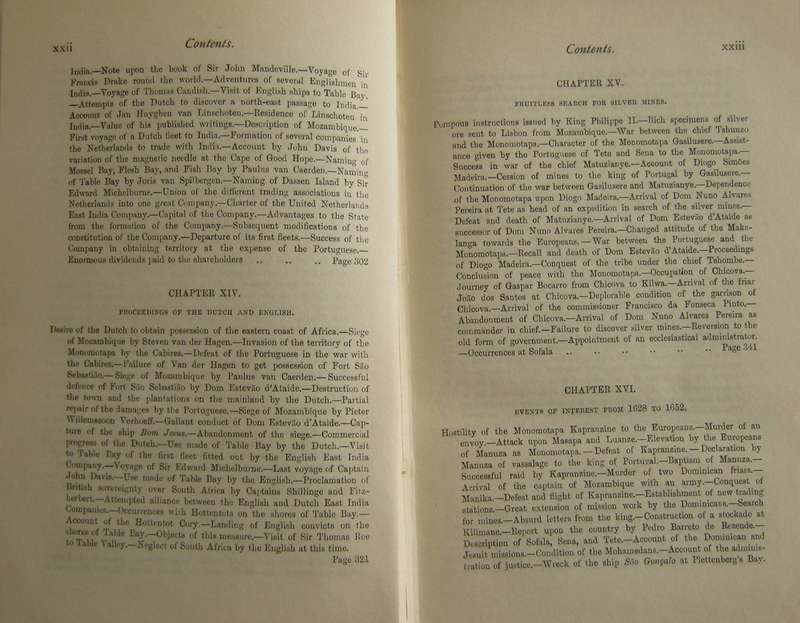 xxii
Contents.
India.—Note upon the book of Sir John Mandeville.—Voyage of Sir
Francis Drake round the world.—Adventures of several Englishmen in
India.—Voyage of Thomas Candish.—Visit of English ships to Table Bay.
—Attempts of the Dutch to discover a north-east passage to India.—
Account of Jan Huyghen van Linschoten.—Residence of Linschoten in
India.—Value of his published writings.—Description of Mozambique.—
First voyage of a Dutch fleet to India.—Formation of several companies in
the Netherlands to trade with India.—Account by John Davis of the
variation of the magnetic needle at the Cape of Good Hope.—Naming of
Mossel Bay, Flesh Bay, and Fish Bay by Paulus van Caerden.—Naming
of Table Bay by Joris van Spilbergen.—Naming of Dassen Island by Sir
Edward Michelburne.—Union of the different trading associations in the
Netherlands into one great Company.—Charter of the United Netherlands
East India Company.—Capital of the Company.—Advantages to the State
from the formation of the Company.—Subsequent modifications of the
constitution of the Company.—Departure of its first fleets.—Success of the
Company in obtaining territory at the expense of the Portuguese.—
Enormous dividends paid to the shareholders .. .. .. Page 302
CHAPTER XIV.
PROCEEDINGS OF THE DUTCH AND ENGLISH.
Desire of the Dutch to obtain possession of the eastern coast of Africa.—Siege
of Mozambique by Steven van der Hagen.—Invasion of the territory of the
Monomotapa by the Cabires.—Defeat of the Portuguese in the war with
the Cabires.—Failure of Van der Hagen to get possession of Fort São
Sebastião.—Siege of Mozambique by Paulus van Caerden.—Successful
defence of Fort São Sebastião by Dom Estevão d'Ataide.—Destruction of
the town and the plantations on the mainland by the Dutch.—Partial
repair of the damages by the Portuguese.—Siege of Mozambique by Pieter
Willemszoon Verhoeff.—Gallant conduct of Dom Estevão d'Ataide.—Cap-
ture of the ship Bom Jesus.—Abandonment of the siege.—Commercial
progress of the Dutch.—Use made of Table Bay by the Dutch.—Visit
to Table Bay of the first fleet fitted out by the English East India
Company.—Voyage of Sir Edward Michelburne.—Last voyage of Captain
John Davis.—Use made of Table Bay by the English.—Proclamation of
British sovereignty over South Africa by Captains Shillinge and Fitz-
herbert.—Attempted alliance between the English and Dutch East India
Companies.—Occurrences with Hottentots on the shores of Table Bay.—
Account of the Hottentot Cory.—Landing of English convicts on the
shores of Table Bay.—Objects of this measure.—Visit of Sir Thomas Roe
to Table Valley.—Neglect of South Africa by the English at this time.
Page 321
Contents.
xxiii
CHAPTER XV.
FRUITLESS SEARCH FOR SILVER MINES.
Pompous instructions issued by King Philippe II.—Rich specimens of silver
ore sent to Lisbon from Mozambique.—War between the chief Tshunzo
and the Monomotapa.—Character of the Monomotapa Gasilusere.—Assist-
ance given by the Portuguese of Tete and Sena to the Monomotapa.—
Success in war of the chief Matuzianye.—Account of Diogo Simões
Madeira.—Cession of mines to the king of Portugal by Gasilusere.—
Continuation of the war between Gasilusere and Matuzianye.—Dependence
of the Monomotapa upon Diogo Madeira.—Arrival of Dom Nuno Alvares
Pereira at Tete as head of an expedition in search of the silver mines.—
Defeat and death of Matuzianye.—Arrival of Dom Estevão d'Ataide as
successor of Dom Nuno Alvares Pereira.—Changed attitude of the Maka-
langa towards the Europeans.—War between the Portuguese and the
Monomotapa.—Recall and death of Dom Estevão d'Ataide.—Proceedings
of Diogo Madeira.—Conquest of the tribe under the chief Tshombe.—
Conclusion of peace with the Monomotapa.—Occupation of Chicova.—
Journey of Gaspar Bocarro from Chicova to Kilwa.—Arrival of the friar
João dos Santos at Chicova.—Deplorable condition of the garrison of
Chicova.—Arrival of the commissioner Francisco da Fonseca Pinto.—
Abandonment of Chicova.—Arrival of Dom Nuno Alvares Pereira as
commander in chief.—Failure to discover silver mines.—Reversion to the
old form of government.—Appointment of an ecclesiastical administrator.
—Occurrences at Sofala .. .. .. .. .. .. Page 341
CHAPTER XVI.
EVENTS OF INTEREST FROM 1628 TO 1652.
Hostility of the Monomotapa Kapranzine to the Europeans.—Murder of an
envoy.—Attack upon Masapa and Luanze.—Elevation by the Europeans
of Manuza as Monomotapa.—Defeat of Kapranzine.—Declaration by
Manuza of vassalage to the king of Portugal.—Baptism of Manuza.—
Successful raid by Kapranzine.—Murder of two Dominican friars.—
Arrival of the captain of Mozambique with an army.—Conquest of
Manika.—Defeat and flight of Kapranzine.—Establishment of new trading
stations.—Great extension of mission work by the Dominicans.—Search
for mines.—Absurd letters from the king.—Construction of a stockade at
Kilimane.—Report upon the country by Pedro Barreto de Rezende.—
Description of Sofala, Sena, and Tete.—Account of the Dominican and
Jesuit missions.—Condition of the Mohamedans.—Account of the adminis-
tration of justice.—Wreck of the ship São Gonçalo at Plettenberg's Bay.